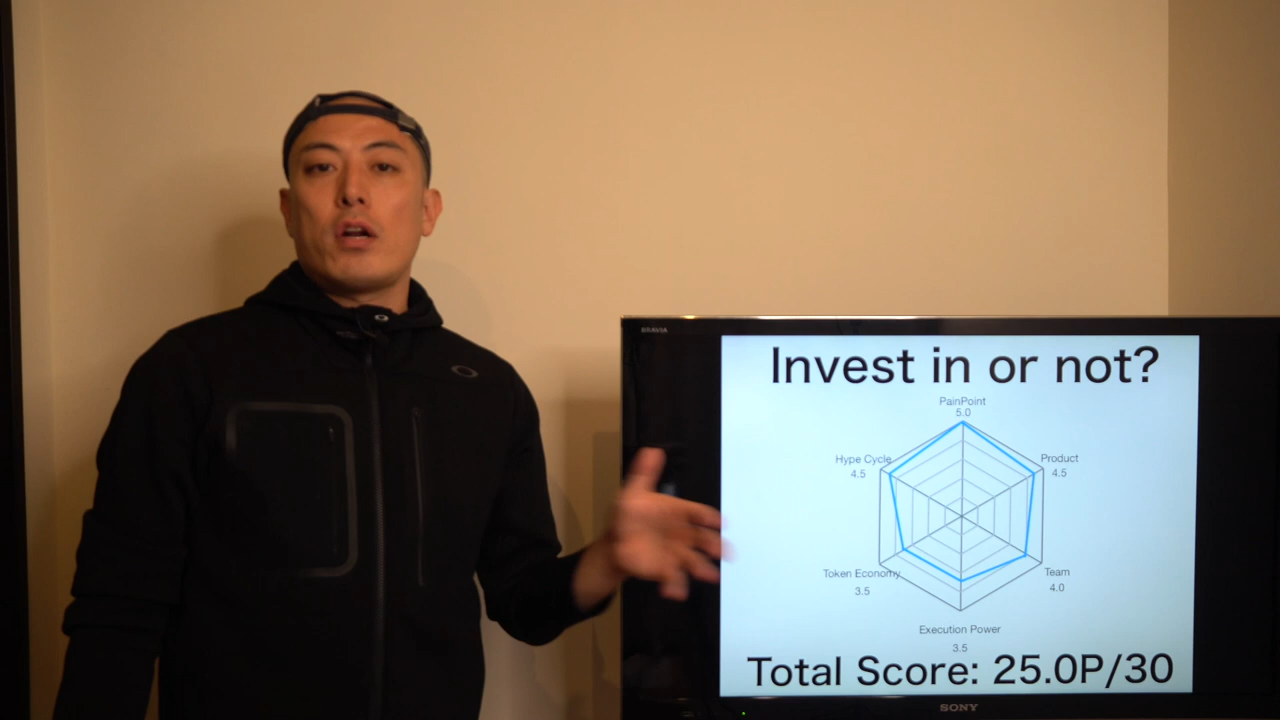 BRAVIA
Invest in or not?
PainPoint
5.0
Hype Cycle
4.5
Product
4.5
Token Economy
3.5
Team
4.0
Execution Power
3.5
Total Score: 25.0P/30
SONY